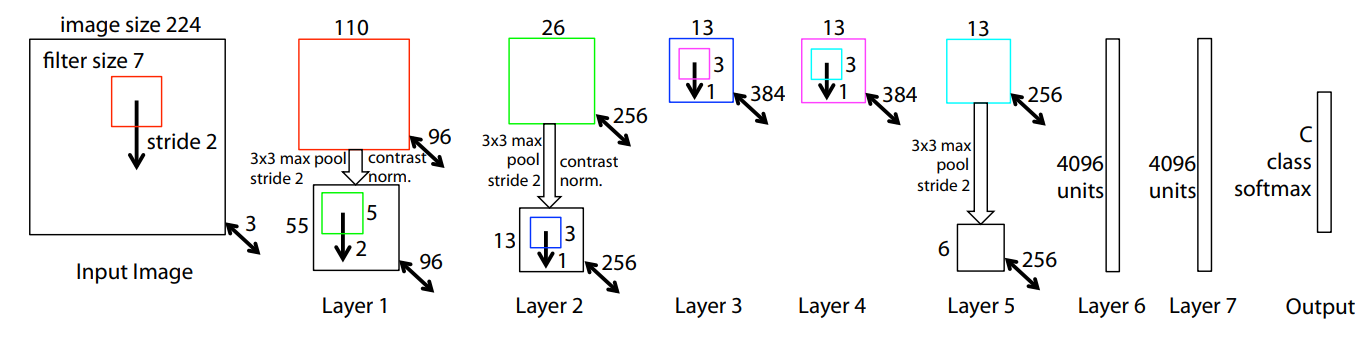 image size 224
filter size 7
stride 2
3
Input Image
110
96
3x3 max pool
stride 2
contrast
norm.
55
5
2
96
Layer 1
26
256
3x3 max
pool
stride 2
contrast
norm.
13
3
1
256
Layer 2
13
3
1
384
Layer 3
13
3
1
384
Layer 4
13
256
3x3 max
pool
stride 2
6
256
Layer 5
4096
units
Layer 6
4096
units
Layer 7
C
class
softmax
Output